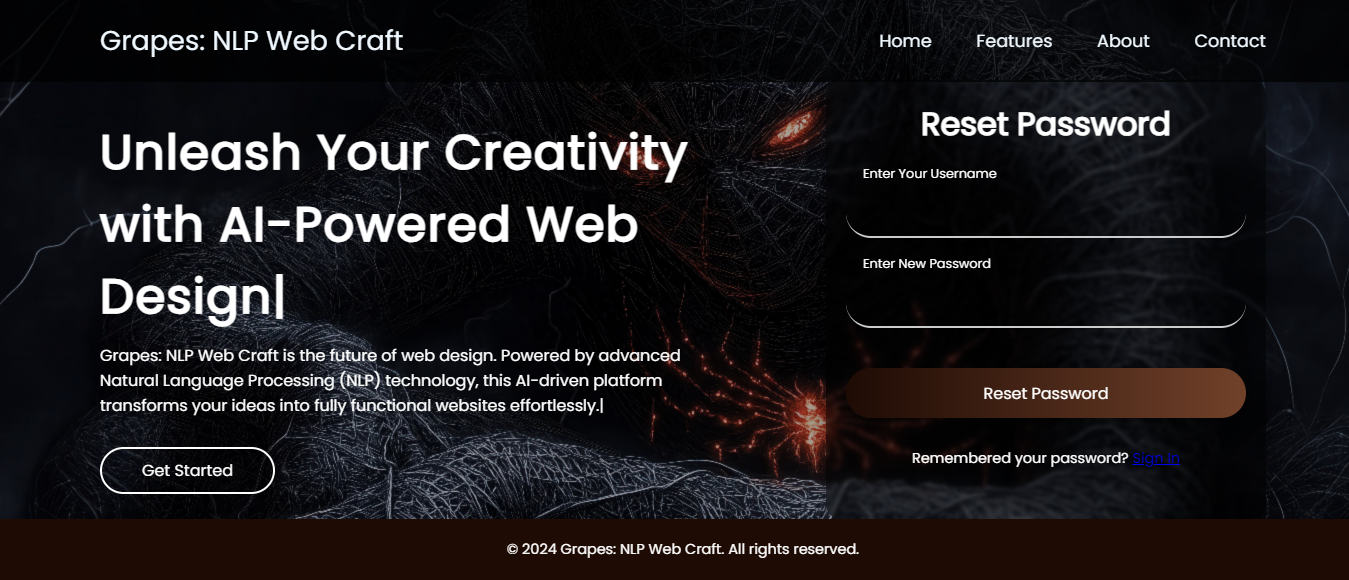 Grapes: NLP Web Craft
Home
Features
About
Contact
Unleash Your Creativity
with AI-Powered Web
Design|
Grapes: NLP Web Craft is the future of web design. Powered by advanced
Natural Language Processing (NLP) technology, this AI-driven platform
transforms your ideas into fully functional websites effortlessly.|
Get Started
Reset Password
Enter Your Username
Enter New Password
Reset Password
Remembered your password? Sign In
© 2024 Grapes: NLP Web Craft. All rights reserved.